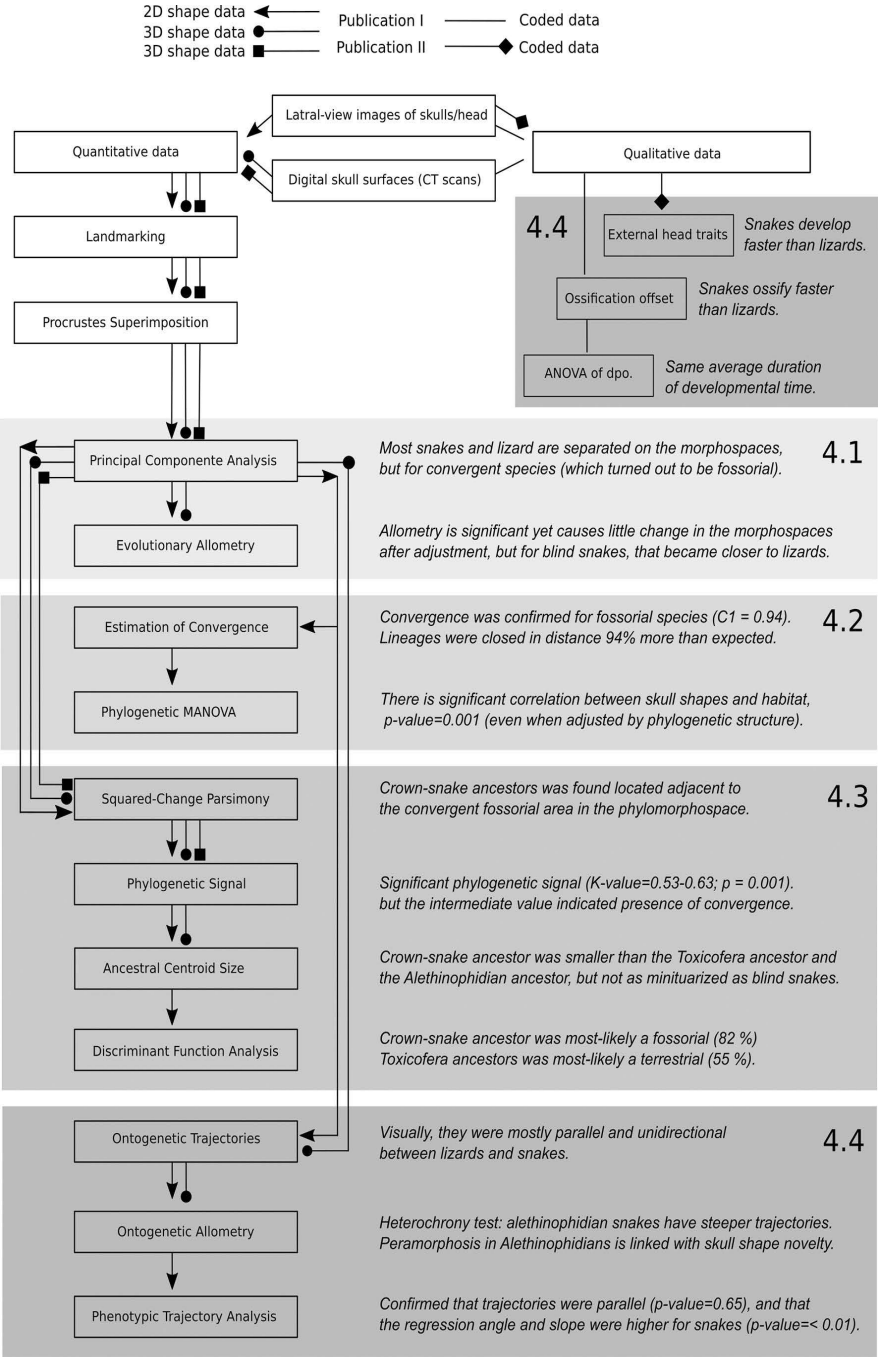 2D shape data
3D shape data
3D shape data
Publication I
Publication II
Coded data
Coded data
Latral-view images of skulls/head
Quantitative data
Qualitative data
Digital skull surfaces (CT scans)
4.4
External head traits
Snakes develop
faster than lizards.
Landmarking
Ossification offset
Snakes ossify faster
than lizards.
Procrustes Superimposition
ANOVA of dpo.
Same average duration
of developmental time.
Principal Componente Analysis
Most snakes and lizard are separated on the morphospaces,
but for convergent species (which turned out to be fossorial).
4.1
Evolutionary Allometry
Allometry is significant yet causes little change in the morphospaces
after adjustment, but for blind snakes, that became closer to lizards.
Estimation of Convergence
Convergence was confirmed for fossorial species (C1 = 0.94).
Lineages were closed in distance 94% more than expected.
4.2
Phylogenetic MANOVA
There is significant correlation between skull shapes and habitat,
p-value=0.001 (even when adjusted by phylogenetic structure).
Squared-Change Parsimony
Crown-snake ancestors was found located adjacent to
the convergent fossorial area in the phylomorphospace.
4.3
Phylogenetic Signal
Significant phylogenetic signal (K-value=0.53-0.63; p = 0.001).
but the intermediate value indicated presence of convergence.
Ancestral Centroid Size
Crown-snake ancestor was smaller than the Toxicofera ancestor and
the Alethinophidian ancestor, but not as minituarized as blind snakes.
Discriminant Function Analysis
Crown-snake ancestor was most-likely a fossorial (82 %)
Toxicofera ancestors was most-likely a terrestrial (55 %).
Ontogenetic Trajectories
Visually, they were mostly parallel and unidirectional
between lizards and snakes.
4.4
Ontogenetic Allometry
Heterochrony test: alethinophidian snakes have steeper trajectories.
Peramorphosis in Alethinophidians is linked with skull shape novelty.
Phenotypic Trajectory Analysis
Confirmed that trajectories were parallel (p-value=0.65), and that
the regression angle and slope were higher for snakes (p-value=< 0.01).